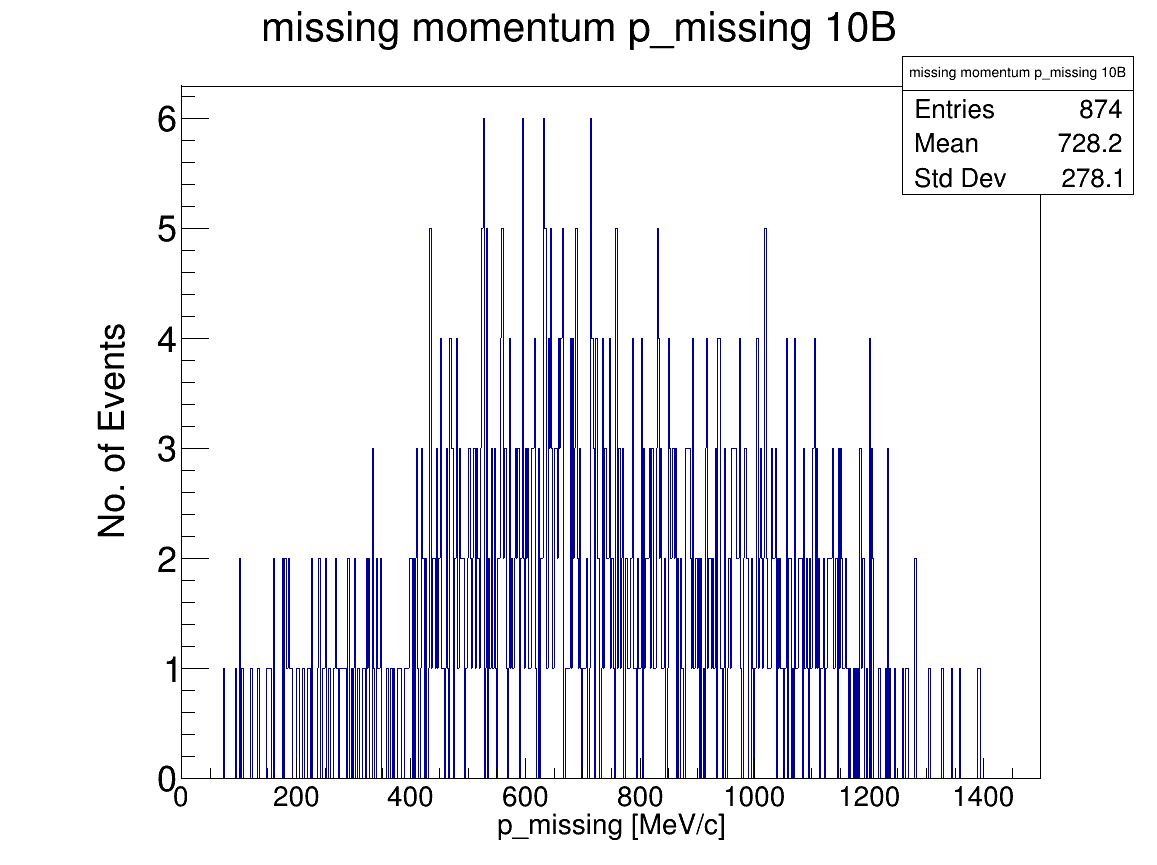 missing momentum p_missing 10B
missing momentum p_missing 10B
Entries 874
Mean 728.2
Std Dev 278.1
No. of Events
6
5
4
3
2
1
0
0 200 400 600 800 1000 1200 1400
p_missing [MeV/c]